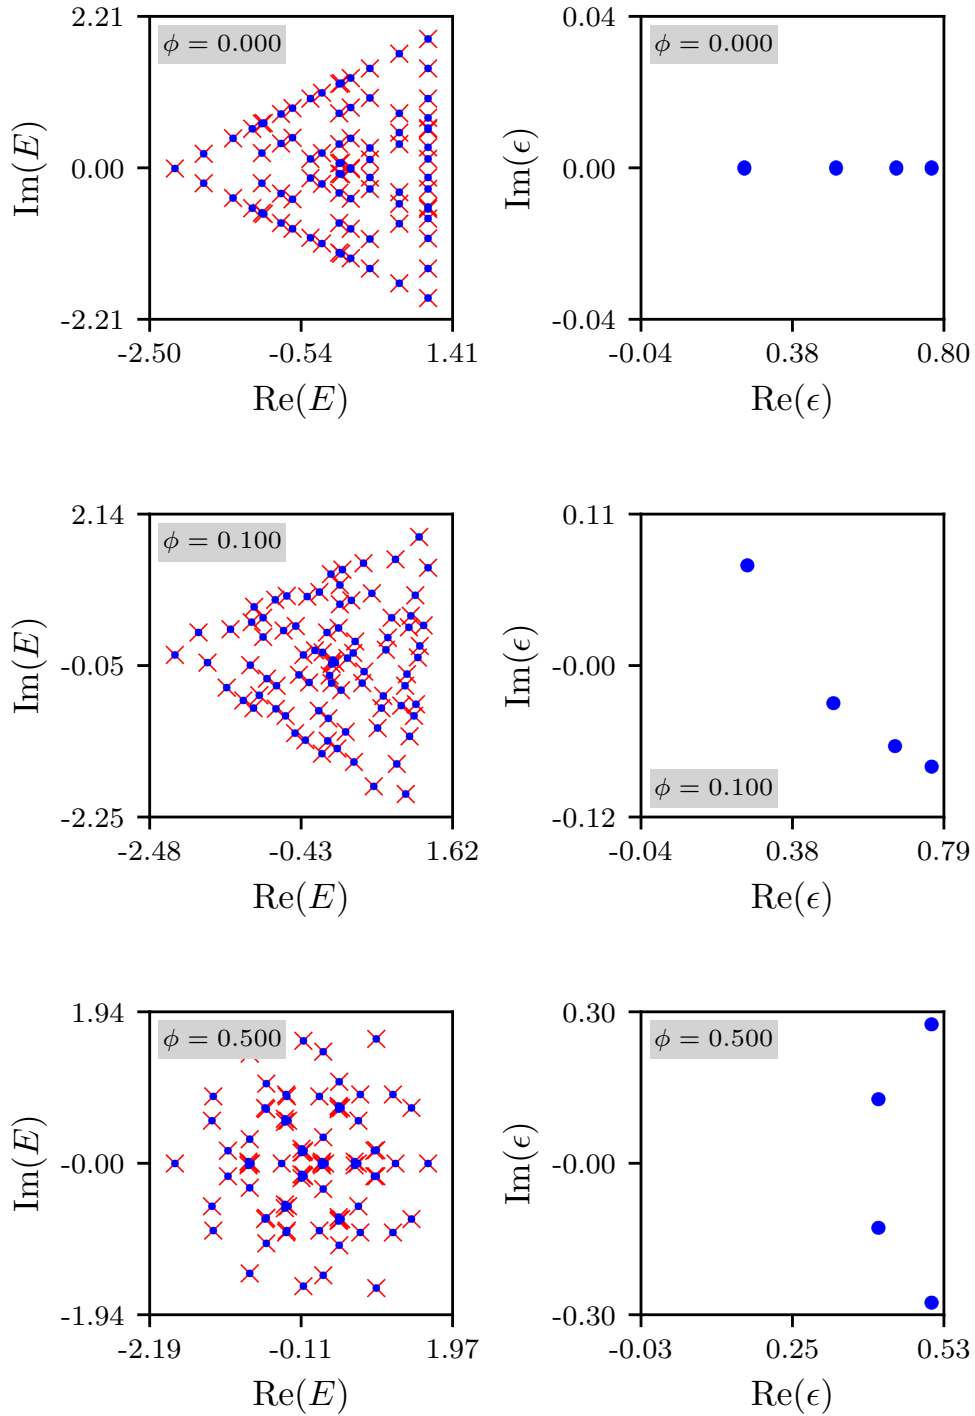 2.21
0.00
-2.21
Im(E)
ϕ = 0.000
-2.50 -0.54 1.41
Re(E)
0.04
0.00
-0.04
Im(ϵ)
ϕ = 0.000
-0.04 0.38 0.80
Re(ϵ)
2.14
-0.05
-2.25
Im(E)
ϕ = 0.100
-2.48 -0.43 1.62
Re(E)
0.11
-0.00
-0.12
Im(ϵ)
ϕ = 0.100
-0.04 0.38 0.79
Re(ϵ)
1.94
-0.00
-1.94
Im(E)
ϕ = 0.500
-2.19 -0.11 1.97
Re(E)
0.30
-0.00
-0.30
Im(ϵ)
ϕ = 0.500
-0.03 0.25 0.53
Re(ϵ)